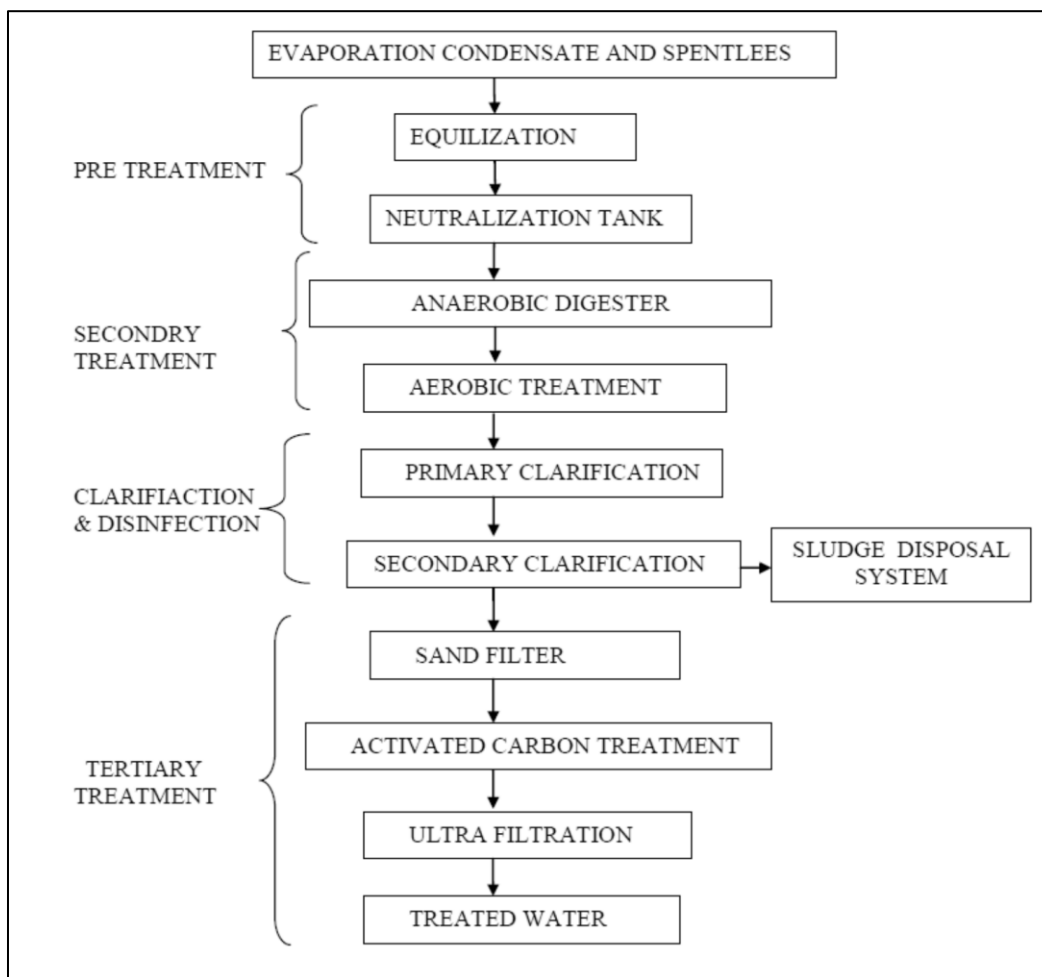 EVAPORATION CONDENSATE AND SPENTLEES
EQUILIZATION
PRE TREATMENT
NEUTRALIZATION TANK
ANAEROBIC DIGESTER
SECONDRY
TREATMENT
AEROBIC TREATMENT
PRIMARY CLARIFICATION
CLARIFIACTION
& DISINFECTION
SECONDARY CLARIFICATION
SLUDGE DISPOSAL
SYSTEM
SAND FILTER
ACTIVATED CARBON TREATMENT
TERTIARY
TREATMENT
ULTRA FILTRATION
TREATED WATER